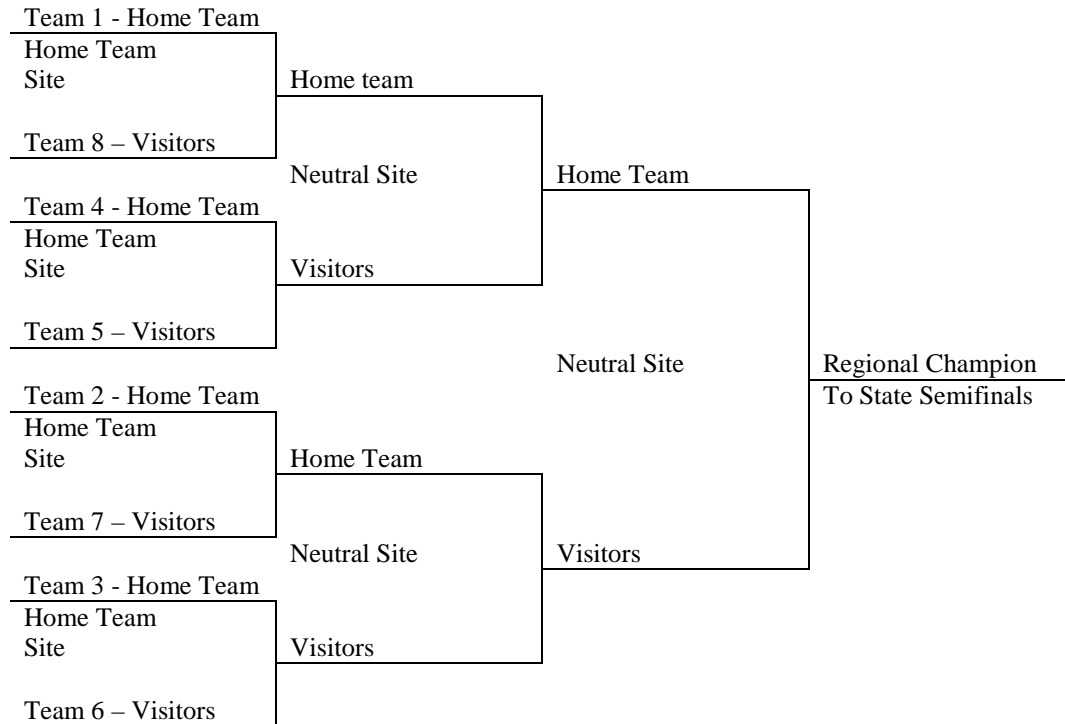 Team 1 - Home Team
Home Team
Site
Home team
Team 8 – Visitors
Neutral Site
Home Team
Team 4 - Home Team
Home Team
Site
Visitors
Team 5 – Visitors
Neutral Site
Regional Champion
To State Semifinals
Team 2 - Home Team
Home Team
Site
Home Team
Team 7 – Visitors
Neutral Site
Visitors
Team 3 - Home Team
Home Team
Site
Visitors
Team 6 – Visitors